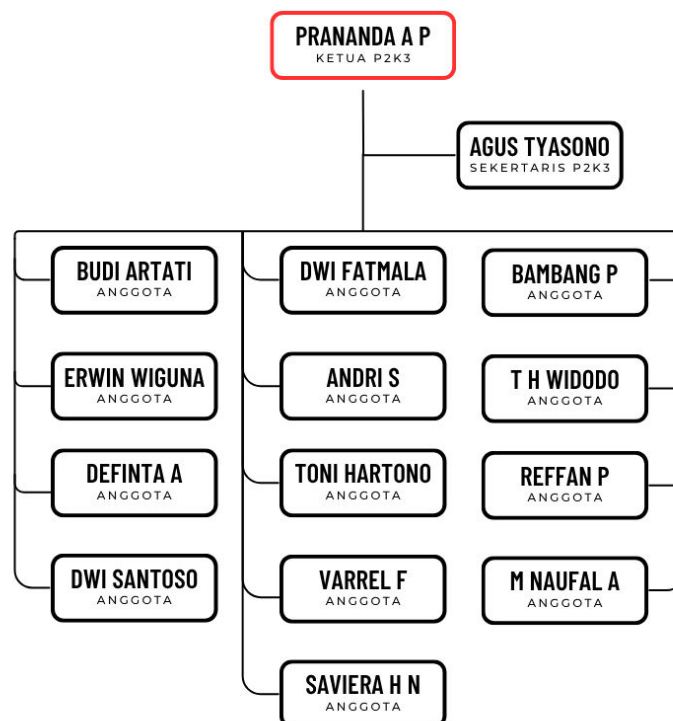 PRANANDA A P
KETUA P2K3
AGUS TYASONO
SEKERTARIS P2K3
BUDI ARTATI
ANGGOTA
DWI FATMALA
ANGGOTA
BAMBANG P
ANGGOTA
ERWIN WIGUNA
ANGGOTA
ANDRI S
ANGGOTA
T H WIDODO
ANGGOTA
DEFINTA A
ANGGOTA
TONI HARTONO
ANGGOTA
REFFAN P
ANGGOTA
DWI SANTOSO
ANGGOTA
VARREL F
ANGGOTA
M NAUFAL A
ANGGOTA
SAVIERA H N
ANGGOTA